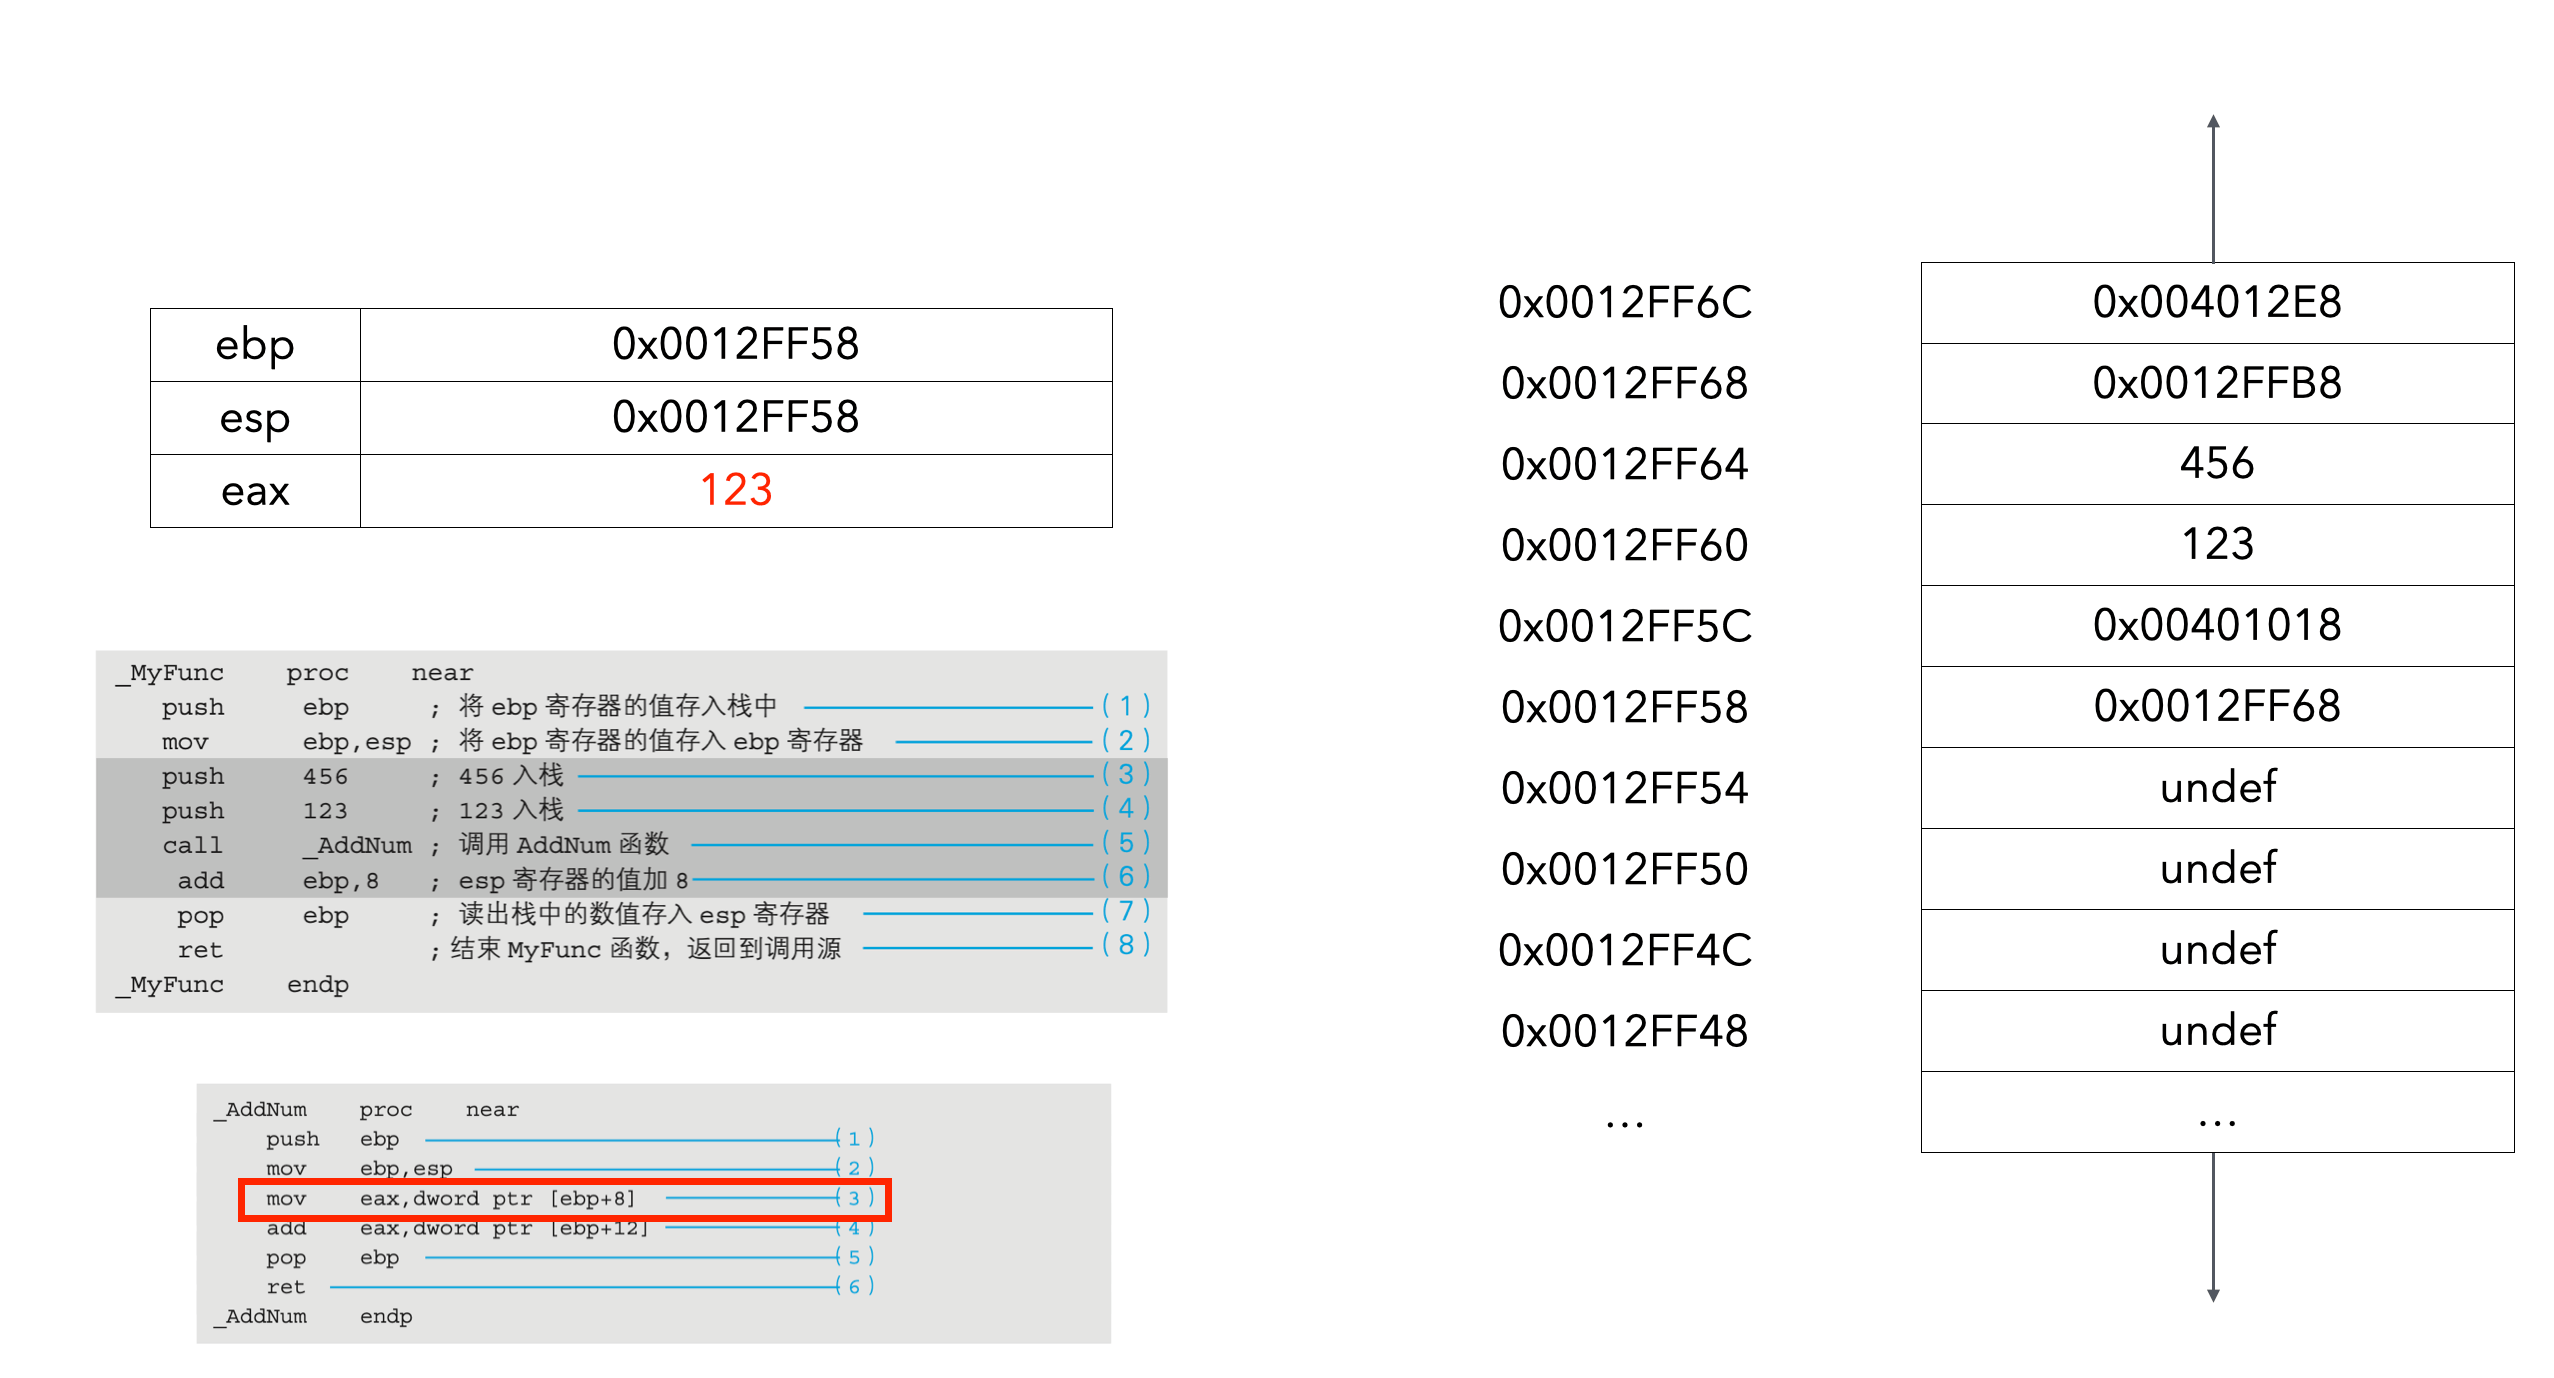 ebp 0x0012FF58
esp 0x0012FF58
eax 123
_MyFunc proc near
push ebp ; 将 ebp 寄存器的值存入栈中 (1)
mov ebp,esp ; 将 ebp 寄存器的值存入 ebp 寄存器 (2)
push 456 ; 456 入栈 (3)
push 123 ; 123 入栈 (4)
call _AddNum ; 调用 AddNum 函数 (5)
add ebp,8 ; esp 寄存器的值加 8 (6)
pop ebp ; 读出栈中的数值存入 esp 寄存器 (7)
ret ; 结束 MyFunc 函数，返回到调用源 (8)
_MyFunc endp
_AddNum proc near
push ebp (1)
mov ebp,esp (2)
mov eax,dword ptr [ebp+8] (3)
add eax,dword ptr [ebp+12] (4)
pop ebp (5)
ret (6)
_AddNum endp
0x0012FF6C 0x004012E8
0x0012FF68 0x0012FFB8
0x0012FF64 456
0x0012FF60 123
0x0012FF5C 0x00401018
0x0012FF58 0x0012FF68
0x0012FF54 undef
0x0012FF50 undef
0x0012FF4C undef
0x0012FF48 undef
... ...